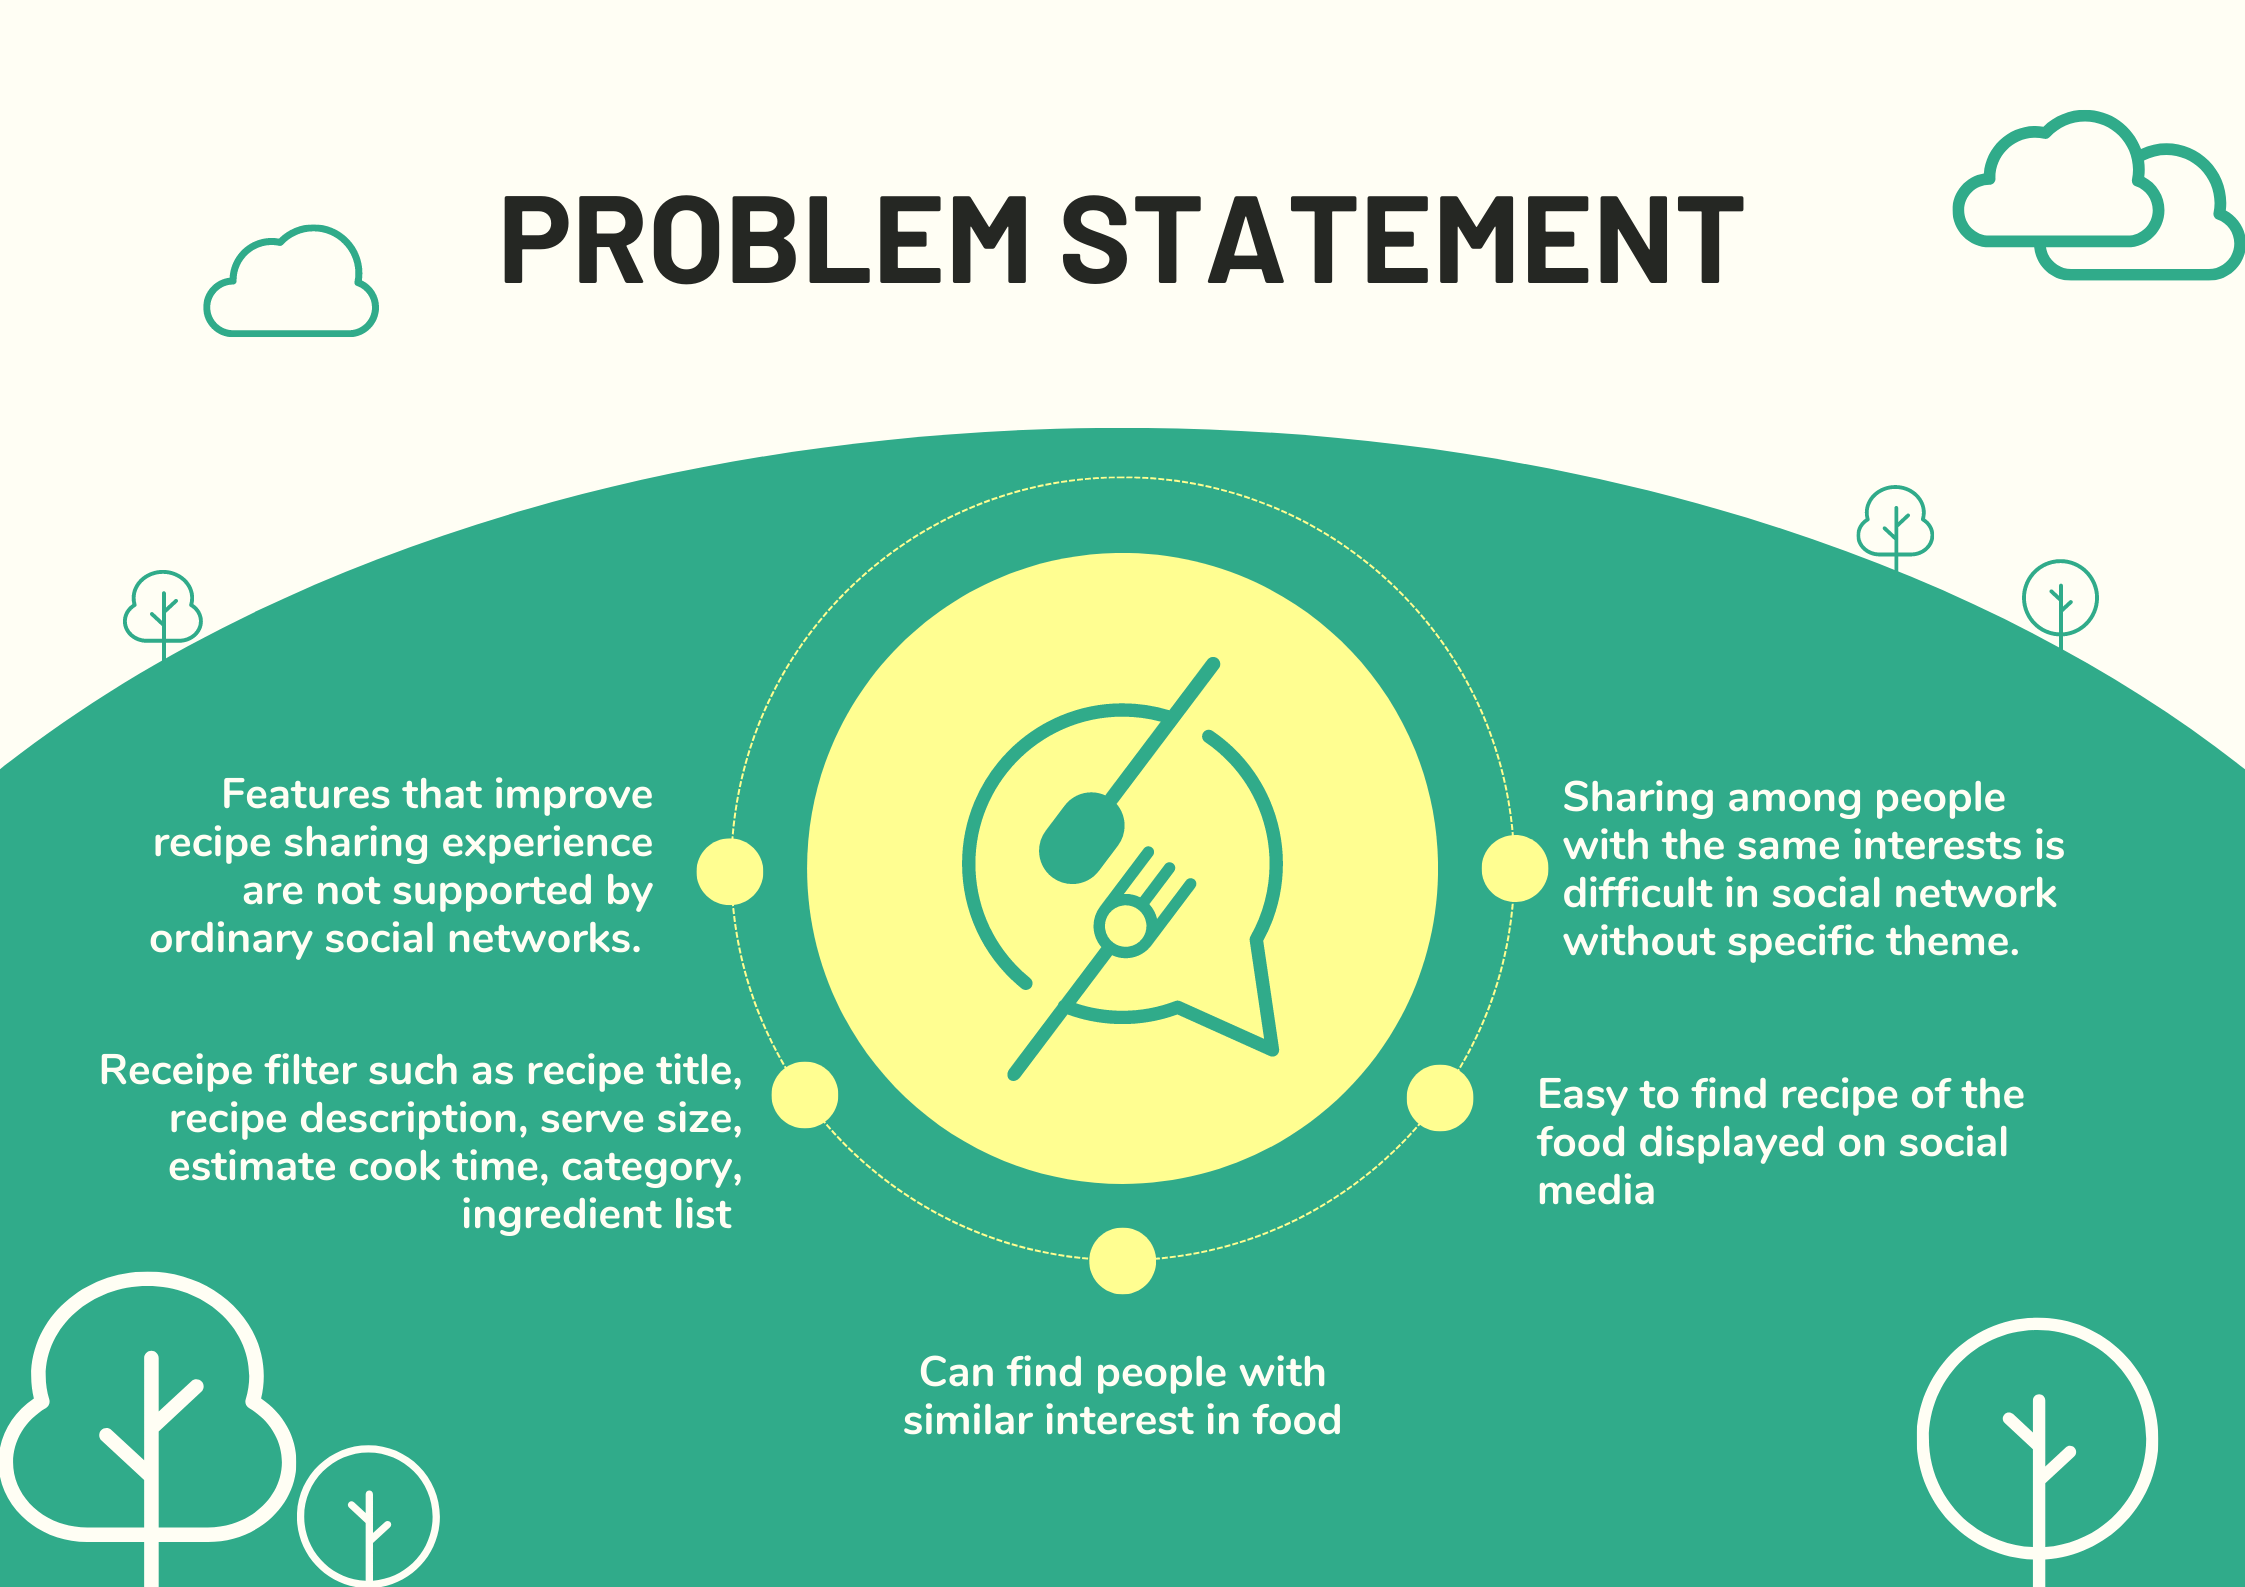 PROBLEM STATEMENT
Features that improve
recipe sharing experience
are not supported by
ordinary social networks.
Receipe filter such as recipe title,
recipe description, serve size,
estimate cook time, category,
ingredient list
Can find people with
similar interest in food
Sharing among people
with the same interests is
difficult in social network
without specific theme.
Easy to find recipe of the
food displayed on social
media